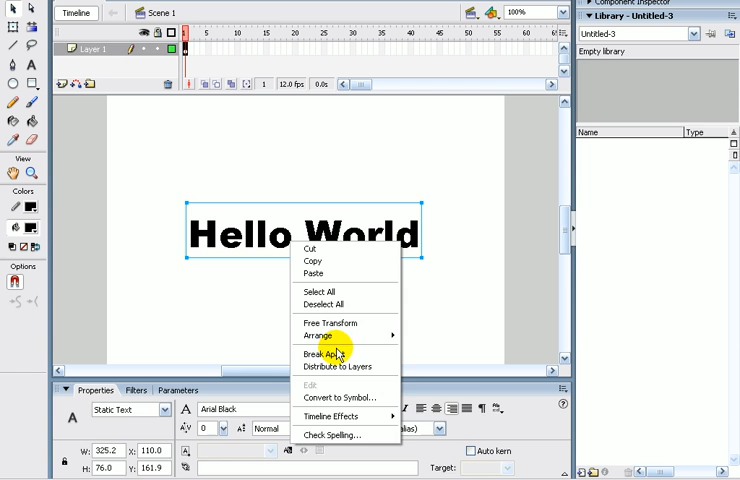 Component Inspector
Timeline
Scene 1
100%
Library - Untitled-3
Untitled-3
Empty library
Layer 1
1 5 10 15 20 25 30 35 40 45 50 55 60 65
1 12.0 fps 0.0s
Name Type
View
Colors
Options
Hello World
Cut
Copy
Paste
Select All
Deselect All
Free Transform
Arrange
Break Apart
Distribute to Layers
Edit
Convert to Symbol...
Timeline Effects
Check Spelling...
Properties Filters Parameters
A Static Text A Arial Black
A/V 0 Normal alias)
W: 325.2 X: 110.0
H: 76.0 Y: 161.9
Auto kern
Target: